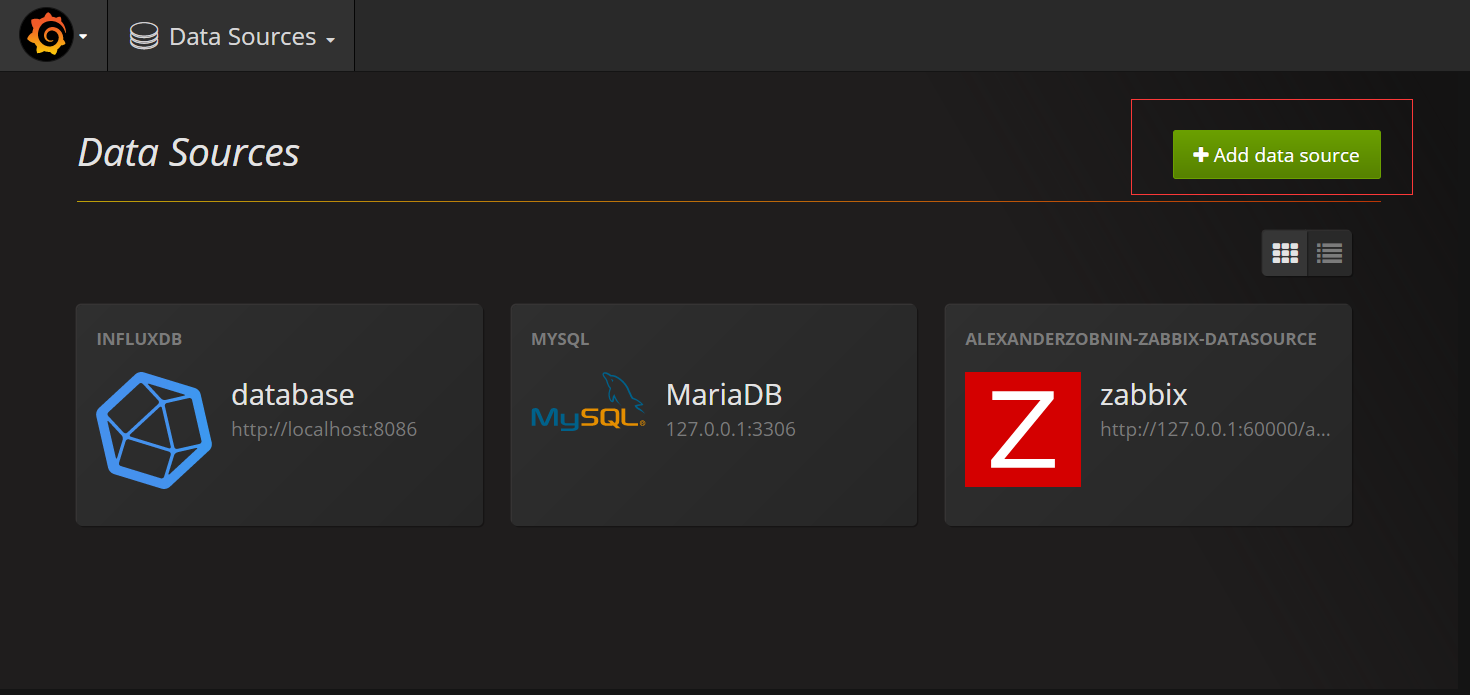 Data Sources
Data Sources
Add data source
INFLUXDB
database
http://localhost:8086
MYSQL
MySQL®
MariaDB
127.0.0.1:3306
ALEXANDERZOBNIN-ZABBIX-DATASOURCE
Z
zabbix
http://127.0.0.1:60000/a...